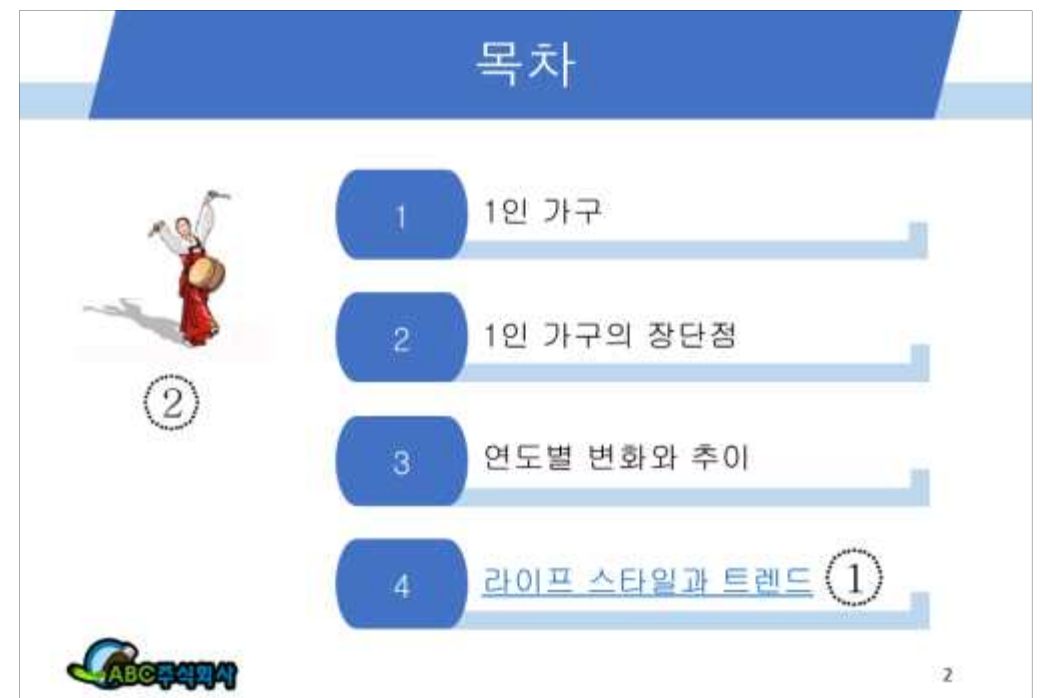 목차
1 1인 가구
2 1인 가구의 장단점
②
3 연도별 변화와 추이
4 라이프 스타일과 트렌드 ①
ABC주식회사
2